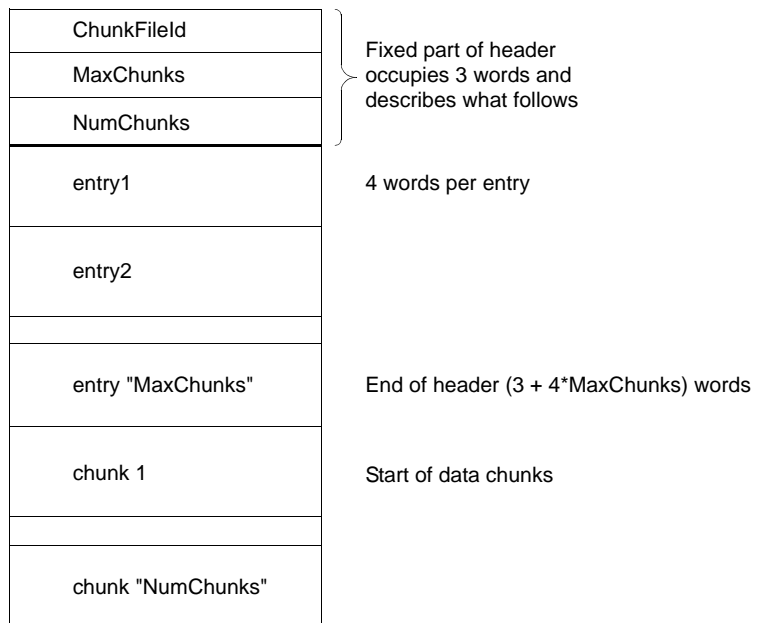 ChunkFileId
MaxChunks
NumChunks
Fixed part of header
occupies 3 words and
describes what follows
entry1
4 words per entry
entry2
entry "MaxChunks"
End of header (3 + 4*MaxChunks) words
chunk 1
Start of data chunks
chunk "NumChunks"